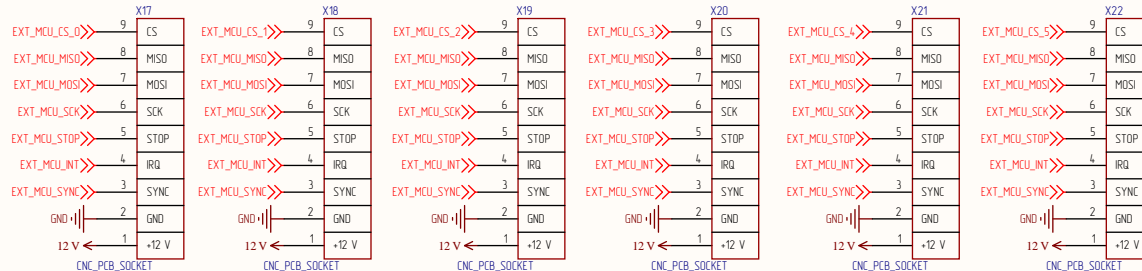 X17 X18 X19 X20 X21 X22
EXT_MCU_CS_0 9 CS EXT_MCU_CS_1 9 CS EXT_MCU_CS_2 9 CS EXT_MCU_CS_3 9 CS EXT_MCU_CS_4 9 CS EXT_MCU_CS_5 9 CS
EXT_MCU_MISO 8 MISO EXT_MCU_MISO 8 MISO EXT_MCU_MISO 8 MISO EXT_MCU_MISO 8 MISO EXT_MCU_MISO 8 MISO EXT_MCU_MISO 8 MISO
EXT_MCU_MOSI 7 MOSI EXT_MCU_MOSI 7 MOSI EXT_MCU_MOSI 7 MOSI EXT_MCU_MOSI 7 MOSI EXT_MCU_MOSI 7 MOSI EXT_MCU_MOSI 7 MOSI
EXT_MCU_SCK 6 SCK EXT_MCU_SCK 6 SCK EXT_MCU_SCK 6 SCK EXT_MCU_SCK 6 SCK EXT_MCU_SCK 6 SCK EXT_MCU_SCK 6 SCK
EXT_MCU_STOP 5 STOP EXT_MCU_STOP 5 STOP EXT_MCU_STOP 5 STOP EXT_MCU_STOP 5 STOP EXT_MCU_STOP 5 STOP EXT_MCU_STOP 5 STOP
EXT_MCU_INT 4 IRQ EXT_MCU_INT 4 IRQ EXT_MCU_INT 4 IRQ EXT_MCU_INT 4 IRQ EXT_MCU_INT 4 IRQ EXT_MCU_INT 4 IRQ
EXT_MCU_SYNC 3 SYNC EXT_MCU_SYNC 3 SYNC EXT_MCU_SYNC 3 SYNC EXT_MCU_SYNC 3 SYNC EXT_MCU_SYNC 3 SYNC EXT_MCU_SYNC 3 SYNC
GND 2 GND GND 2 GND GND 2 GND GND 2 GND GND 2 GND GND 2 GND
12 V 1 +12 V 12 V 1 +12 V 12 V 1 +12 V 12 V 1 +12 V 12 V 1 +12 V 12 V 1 +12 V
CNC_PCB_SOCKET CNC_PCB_SOCKET CNC_PCB_SOCKET CNC_PCB_SOCKET CNC_PCB_SOCKET CNC_PCB_SOCKET